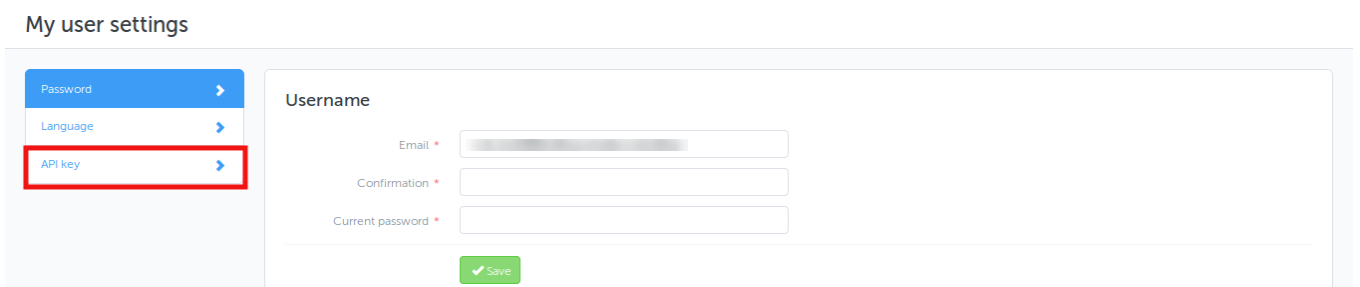 My user settings
Password
Language
API key
Username
Email *
Confirmation *
Current password *
Save